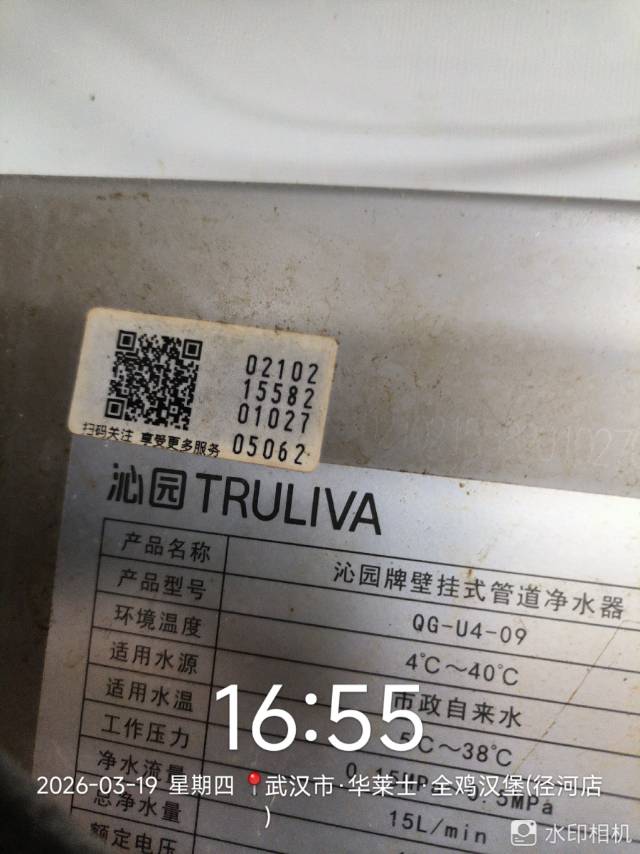 02102
15582
01027
05062
扫码关注 享受更多服务
沁园 TRULIVA
产品名称 沁园牌壁挂式管道净水器
产品型号 QG-U4-09
环境温度 4℃～40℃
适用水源 市政自来水
适用水温 5℃～38℃
工作压力
净水流量 15L/min
总净水量
额定电压
16:55
2026-03-19 星期四 武汉市·华莱士·全鸡汉堡(径河店
)
水印相机